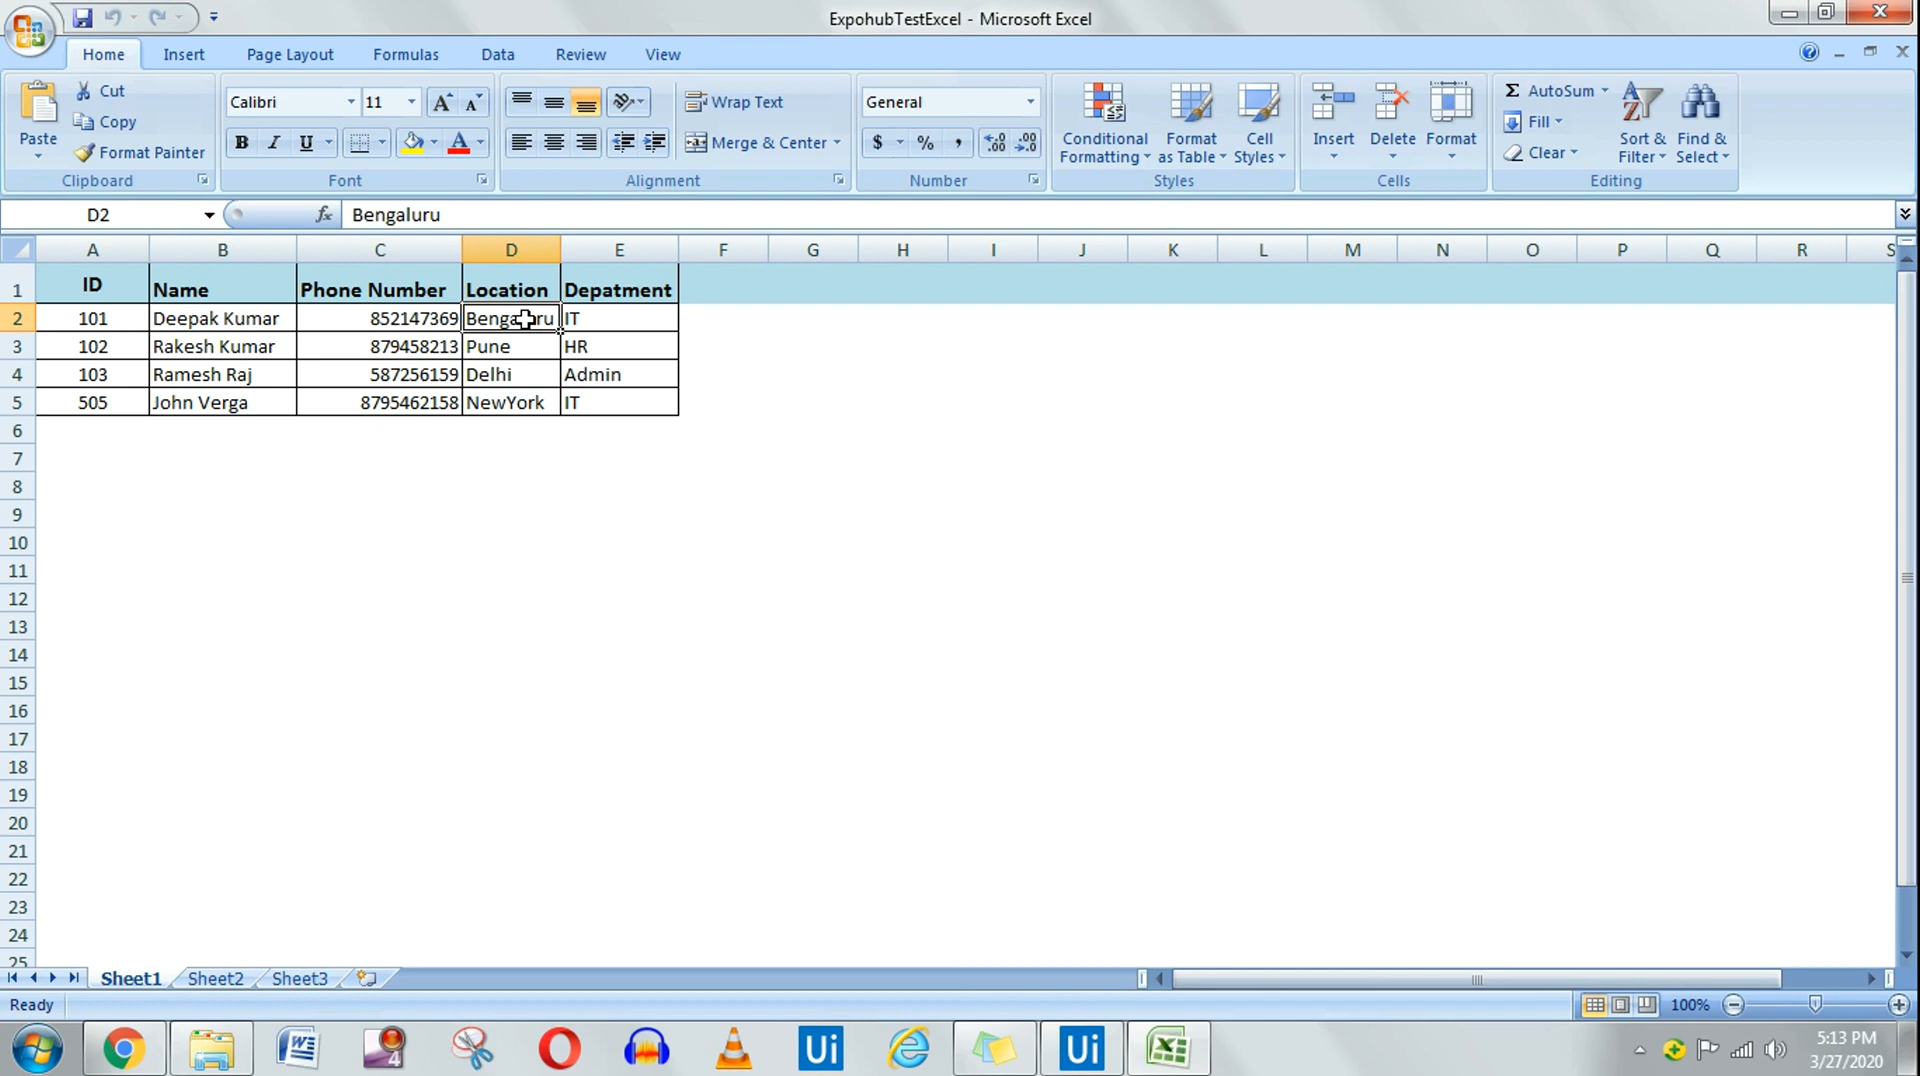 ExpohubTestExcel - Microsoft Excel
Home Insert Page Layout Formulas Data Review View
Paste
Cut
Copy
Format Painter
Clipboard
Calibri 11
B I U A
Font
Wrap Text
Merge & Center
Alignment
General
$ % ,
Number
Conditional Formatting
Format as Table
Cell Styles
Styles
Insert Delete Format
Cells
Σ AutoSum
Fill
Clear
Sort & Filter
Find & Select
Editing
D2 fx Bengaluru
A B C D E F G H I J K L M N O P Q R S
1 ID Name Phone Number Location Depatment
2 101 Deepak Kumar 852147369 IT
3 102 Rakesh Kumar 879458213 Pune HR
4 103 Ramesh Raj 587256159 Delhi Admin
5 505 John Verga 8795462158 NewYork IT
6
7
8
9
10
11
12
13
14
15
16
17
18
19
20
21
22
23
24
25
Sheet1 Sheet2 Sheet3
Ready 100%
W 4 Ui Ui
5:13 PM
3/27/2020